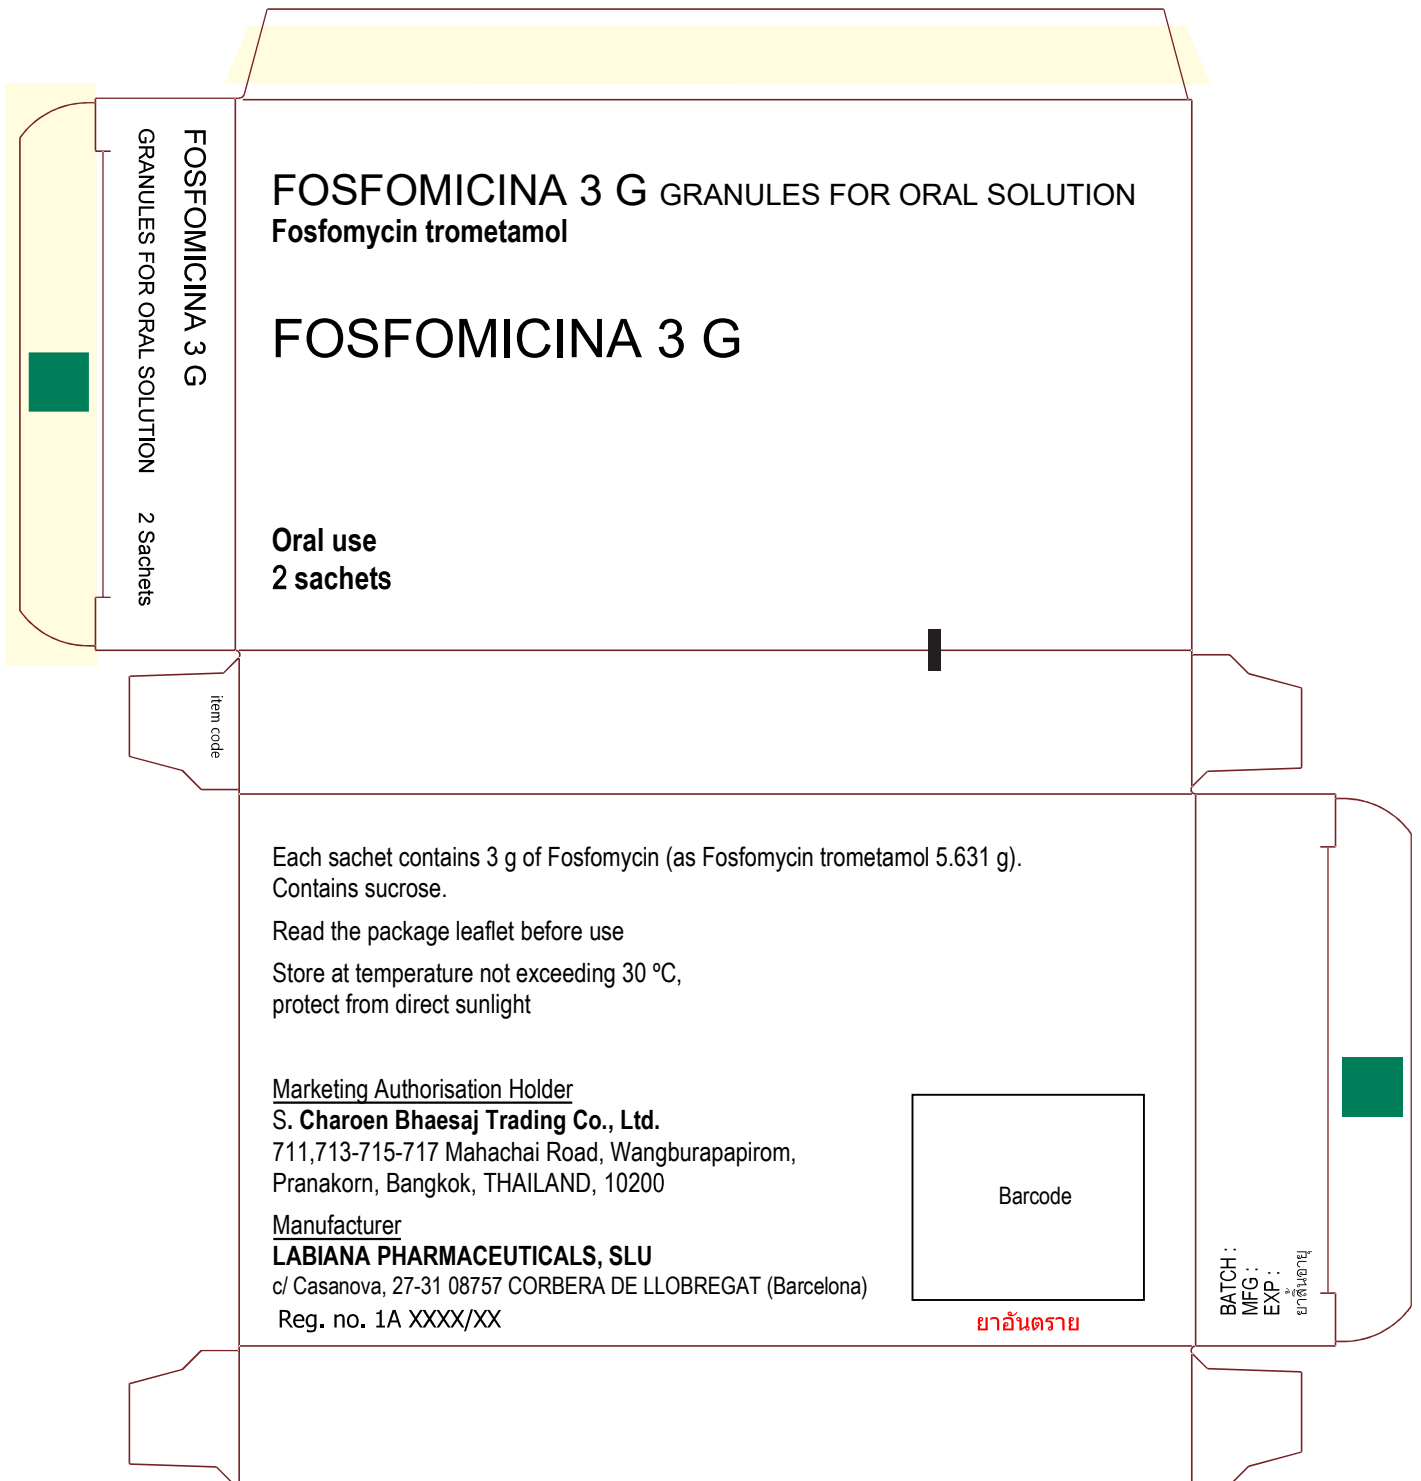 FOSFOMICINA 3 G
GRANULES FOR ORAL SOLUTION 2 Sachets
FOSFOMICINA 3 G GRANULES FOR ORAL SOLUTION
Fosfomycin trometamol
FOSFOMICINA 3 G
Oral use
2 sachets
item code
Each sachet contains 3 g of Fosfomycin (as Fosfomycin trometamol 5.631 g).
Contains sucrose.
Read the package leaflet before use
Store at temperature not exceeding 30 ºC,
protect from direct sunlight
Marketing Authorisation Holder
S. Charoen Bhaesaj Trading Co., Ltd.
711,713-715-717 Mahachai Road, Wangburapapirom,
Pranakorn, Bangkok, THAILAND, 10200
Manufacturer
LABIANA PHARMACEUTICALS, SLU
c/ Casanova, 27-31 08757 CORBERA DE LLOBREGAT (Barcelona)
Reg. no. 1A XXXX/XX
Barcode
ยาอันตราย
BATCH :
MFG :
EXP :
ยาสิ้นอายุ